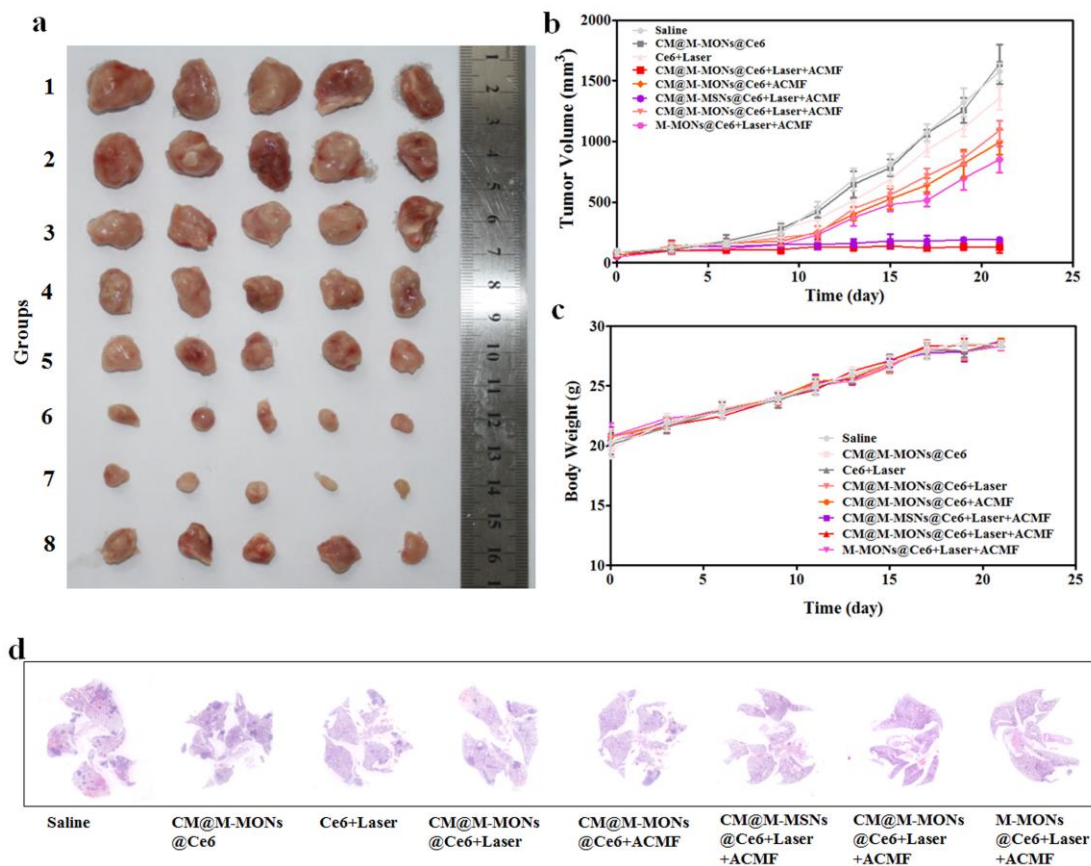 a
Groups
1
2
3
4
5
6
7
8
1
2
3
4
5
6
7
8
9
10
11
12
13
14
15
16
b
2000
1500
1000
500
0
Tumor Volume (mm³)
Saline
CM@M-MONs@Ce6
Ce6+Laser
CM@M-MONs@Ce6+Laser+ACMF
CM@M-MONs@Ce6+ACMF
CM@M-MSNs@Ce6+Laser+ACMF
CM@M-MONs@Ce6+Laser+ACMF
M-MONs@Ce6+Laser+ACMF
0 5 10 15 20 25
Time (day)
c
30
25
20
10
Body Weight (g)
Saline
CM@M-MONs@Ce6
Ce6+Laser
CM@M-MONs@Ce6+Laser
CM@M-MONs@Ce6+ACMF
CM@M-MSNs@Ce6+Laser+ACMF
CM@M-MONs@Ce6+Laser+ACMF
M-MONs@Ce6+Laser+ACMF
0 5 10 15 20 25
Time (day)
d
Saline
CM@M-MONs
@Ce6
Ce6+Laser
CM@M-MONs
@Ce6+Laser
CM@M-MONs
@Ce6+ACMF
CM@M-MSNs
@Ce6+Laser
+ACMF
CM@M-MONs
@Ce6+Laser
+ACMF
M-MONs
@Ce6+Laser
+ACMF